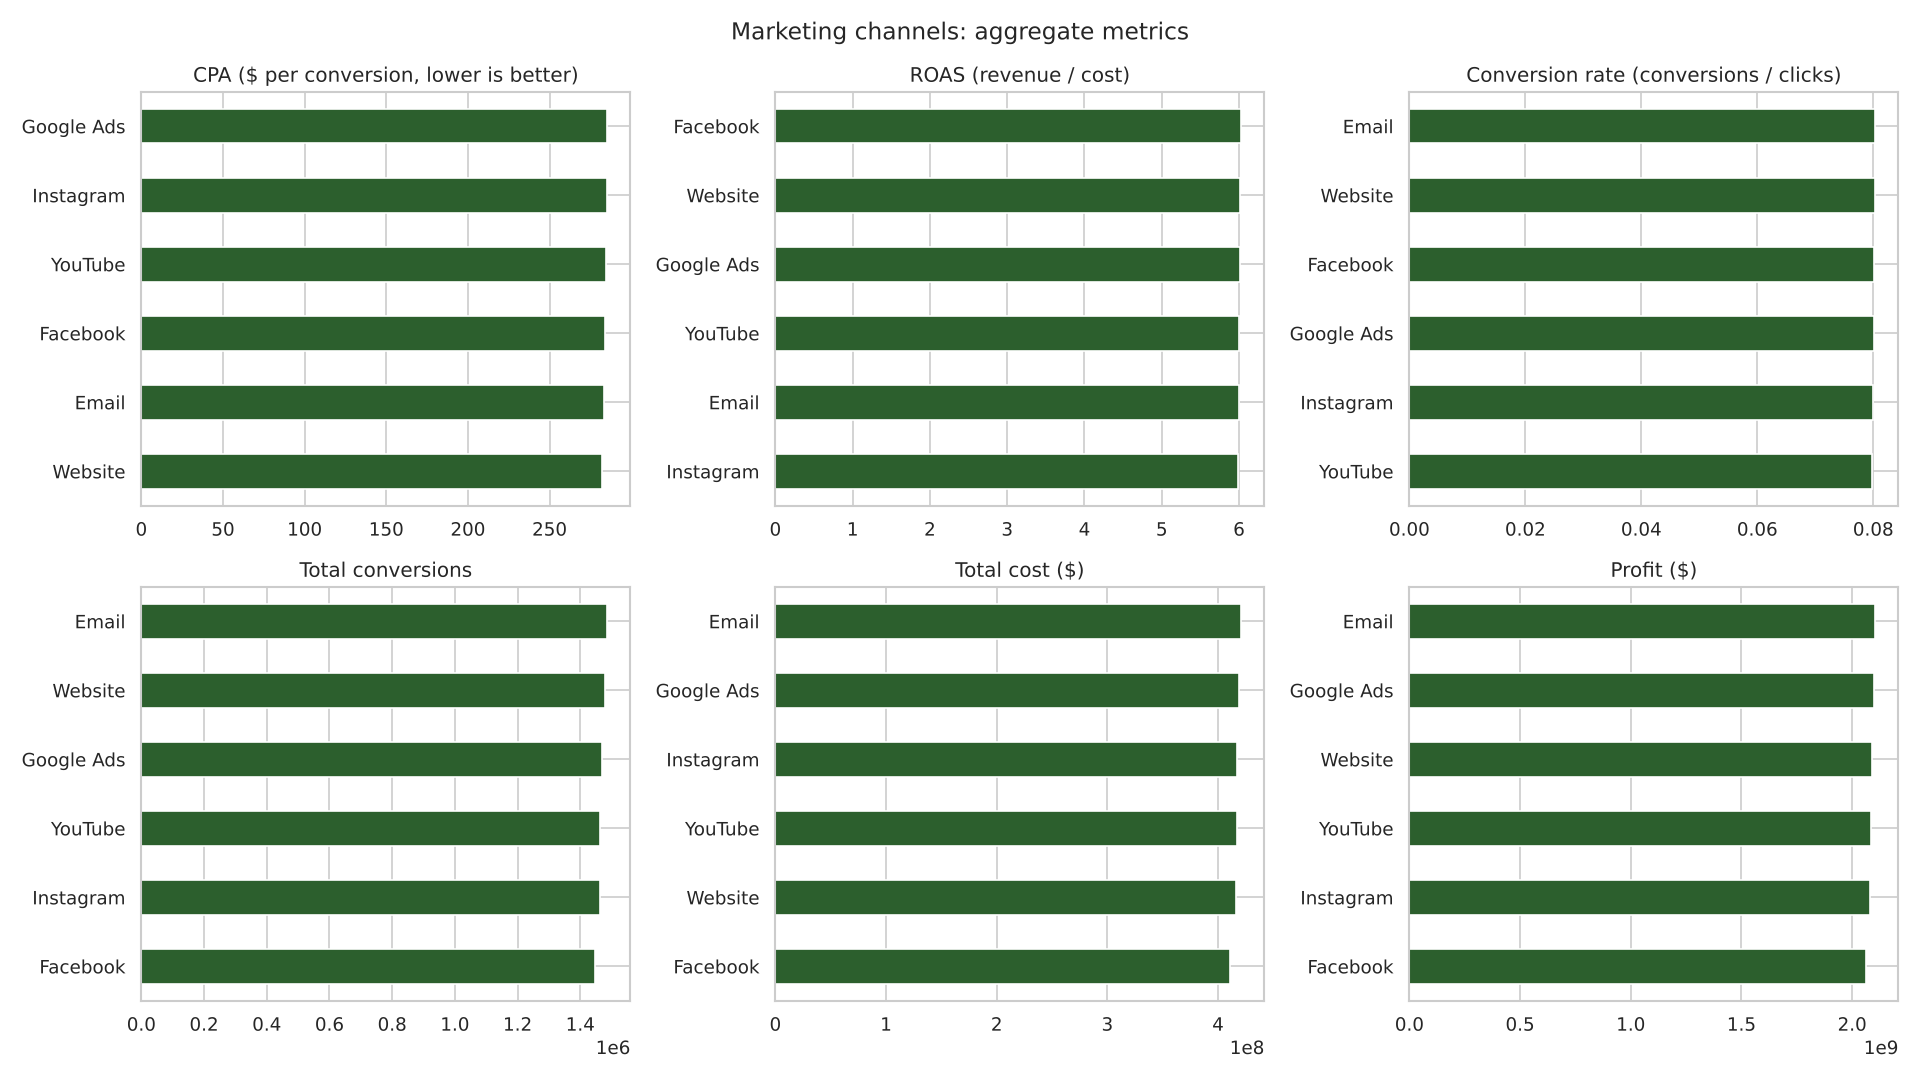 Marketing channels: aggregate metrics
CPA ($ per conversion, lower is better)
Google Ads
Instagram
YouTube
Facebook
Email
Website
0 50 100 150 200 250
ROAS (revenue / cost)
Facebook
Website
Google Ads
YouTube
Email
Instagram
0 1 2 3 4 5 6
Conversion rate (conversions / clicks)
Email
Website
Facebook
Google Ads
Instagram
YouTube
0.00 0.02 0.04 0.06 0.08
Total conversions
Email
Website
Google Ads
YouTube
Instagram
Facebook
0.0 0.2 0.4 0.6 0.8 1.0 1.2 1.4
1e6
Total cost ($)
Email
Google Ads
Instagram
YouTube
Website
Facebook
0 1 2 3 4
1e8
Profit ($)
Email
Google Ads
Website
YouTube
Instagram
Facebook
0.0 0.5 1.0 1.5 2.0
1e9